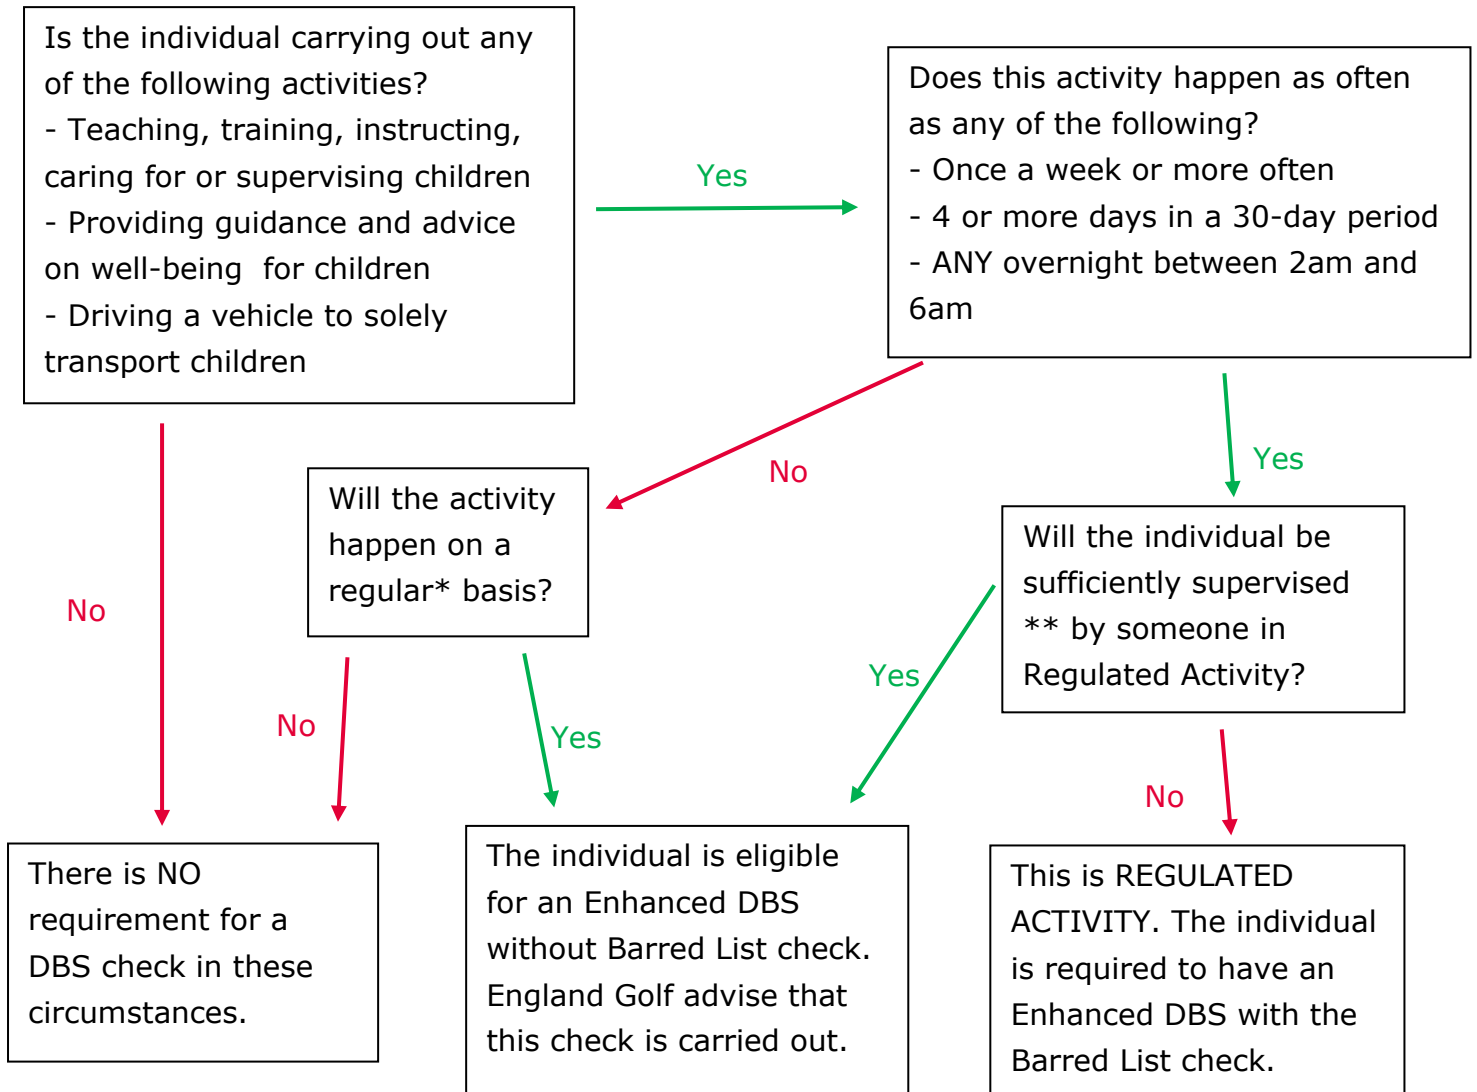 Is the individual carrying out any
of the following activities?
- Teaching, training, instructing,
caring for or supervising children
- Providing guidance and advice
on well-being  for children
- Driving a vehicle to solely
transport children
Yes
Does this activity happen as often
as any of the following?
- Once a week or more often
- 4 or more days in a 30-day period
- ANY overnight between 2am and
6am
No
No
Yes
Will the activity
happen on a
regular* basis?
Will the individual be
sufficiently supervised
** by someone in
Regulated Activity?
No
Yes
Yes
No
There is NO
requirement for a
DBS check in these
circumstances.
The individual is eligible
for an Enhanced DBS
without Barred List check.
England Golf advise that
this check is carried out.
This is REGULATED
ACTIVITY. The individual
is required to have an
Enhanced DBS with the
Barred List check.